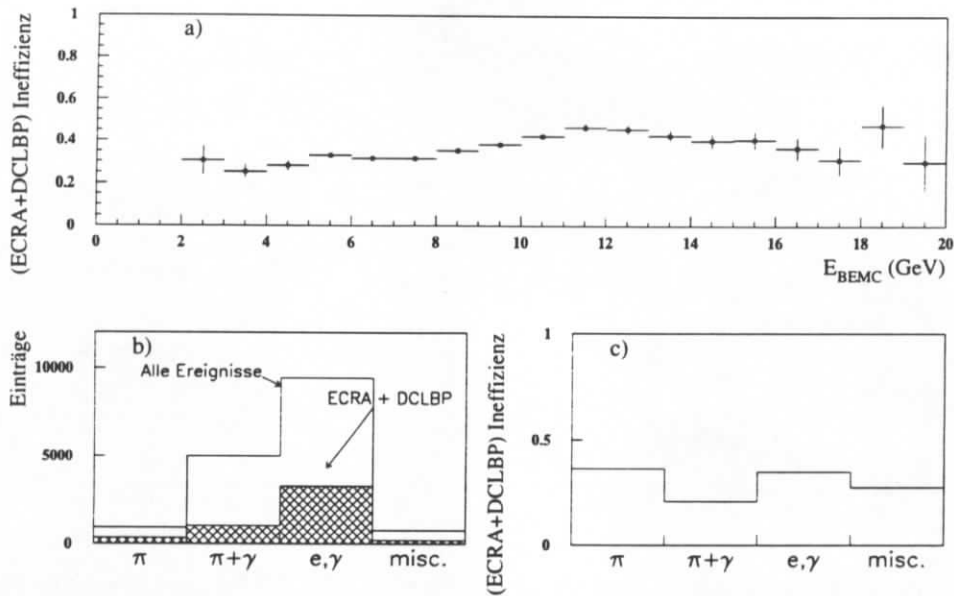 a)
(ECRA+DCLBP) Ineffizienz
1
0.8
0.6
0.4
0.2
0
0 2 4 6 8 10 12 14 16 18 20
E_BEMC (GeV)
b)
Einträge
10000
5000
0
Alle Ereignisse
ECRA + DCLBP
π π+γ e,γ misc.
c)
(ECRA+DCLBP) Ineffizienz
1
0.5
0
π π+γ e,γ misc.